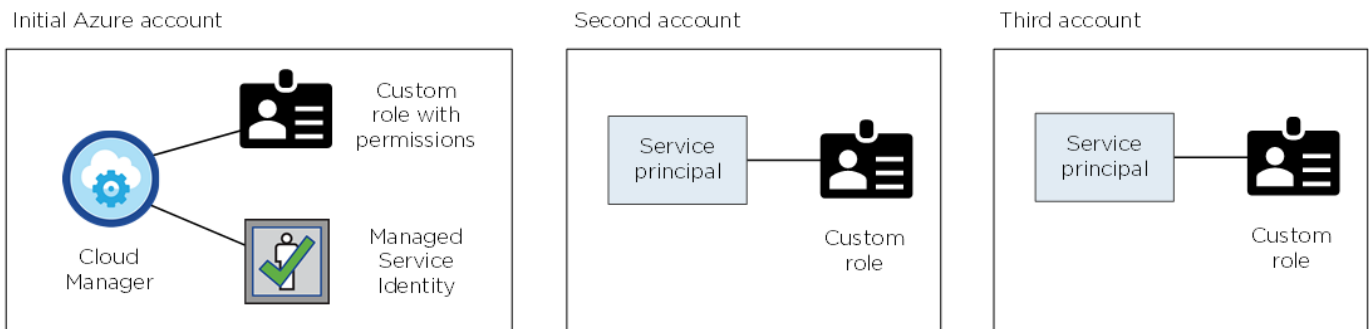 Initial Azure account
Second account
Third account
Custom
role with
permissions
Cloud
Manager
Managed
Service
Identity
Service
principal
Custom
role
Service
principal
Custom
role